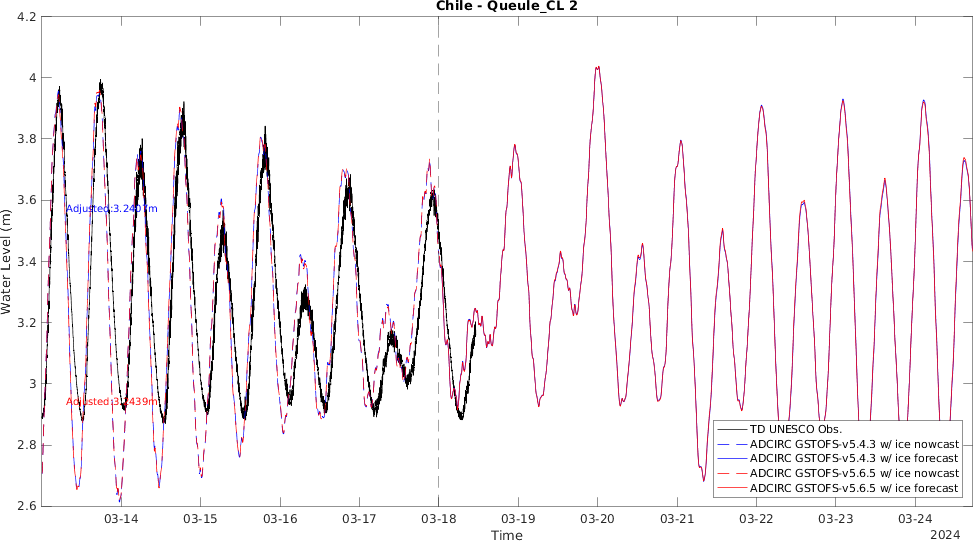 Chile - Queule_CL 2
4.2
4
3.8
3.6
3.4
3.2
3
2.8
2.6
Water Level (m)
Adjusted:3.2407m
Adjusted:3.2439m
TD UNESCO Obs.
ADCIRC GSTOFS-v5.4.3 w/ ice nowcast
ADCIRC GSTOFS-v5.4.3 w/ ice forecast
ADCIRC GSTOFS-v5.6.5 w/ ice nowcast
ADCIRC GSTOFS-v5.6.5 w/ ice forecast
03-14 03-15 03-16 03-17 03-18 03-19 03-20 03-21 03-22 03-23 03-24
Time
2024